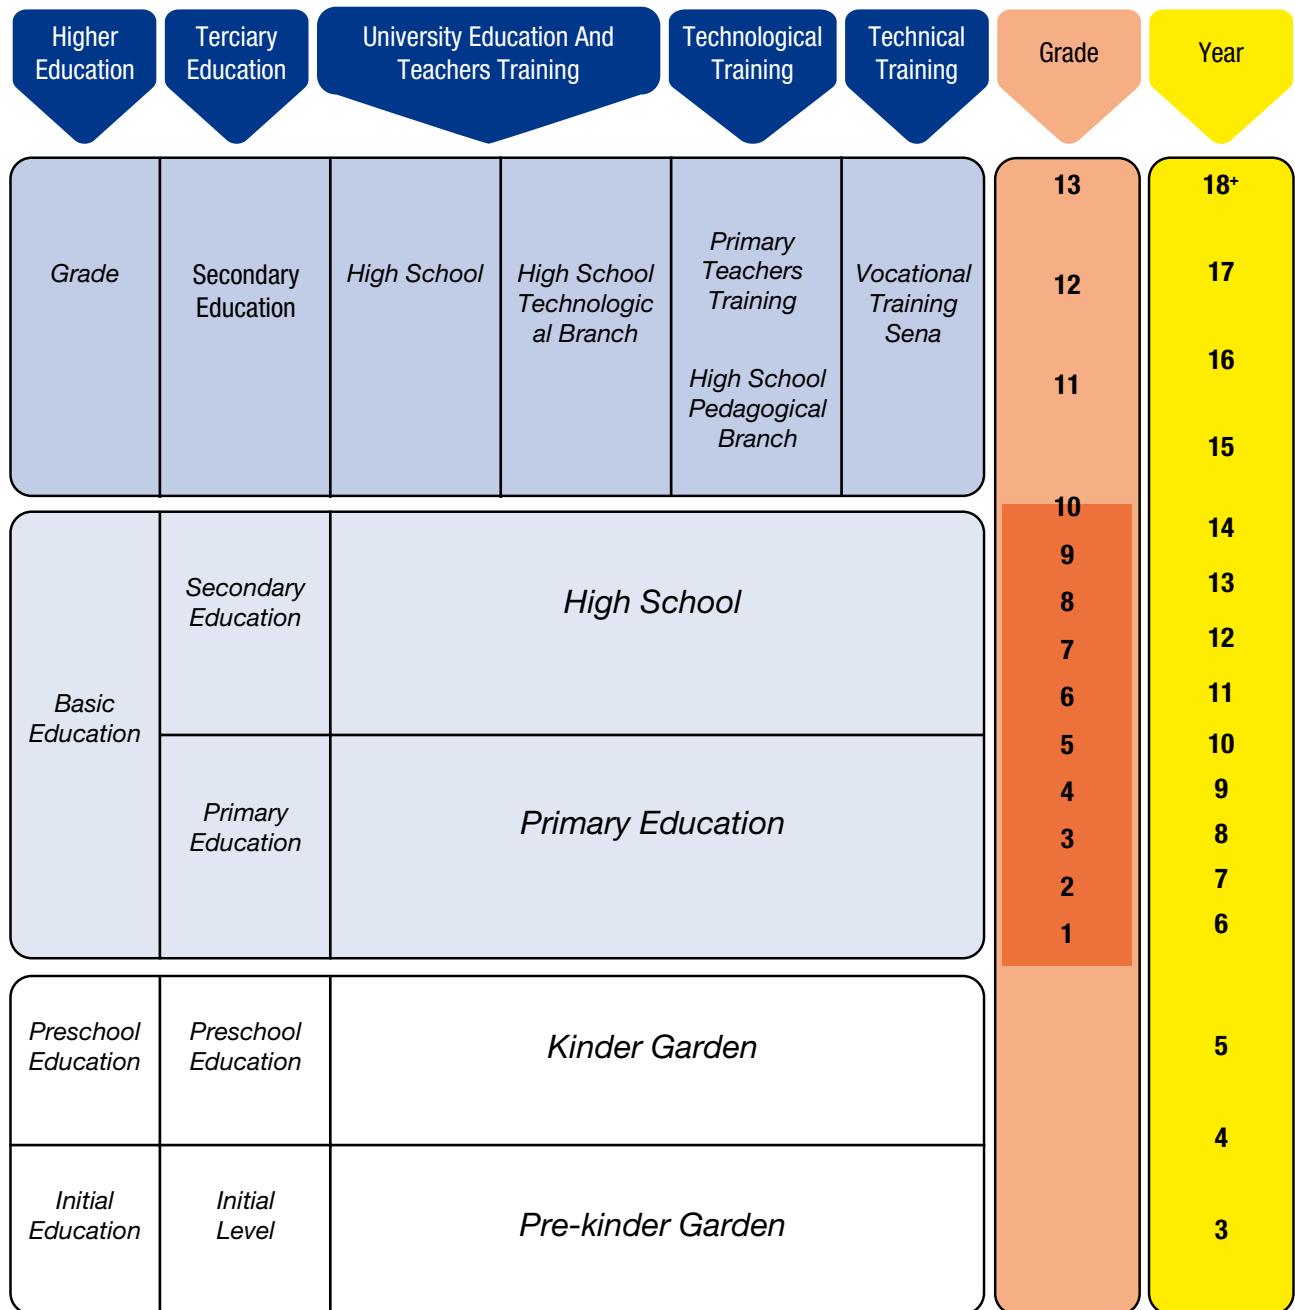 Higher
Education
Terciary
Education
University Education And
Teachers Training
Technological
Training
Technical
Training
Grade
Year
Grade
Secondary
Education
High School
High School
Technologic
al Branch
Primary
Teachers
Training
High School
Pedagogical
Branch
Vocational
Training
Sena
13
12
11
10
18+
17
16
15
Basic
Education
Secondary
Education
High School
Primary
Education
Primary Education
9
8
7
6
5
4
3
2
1
14
13
12
11
10
9
8
7
6
Preschool
Education
Preschool
Education
Kinder Garden
5
4
Initial
Education
Initial
Level
Pre-kinder Garden
3